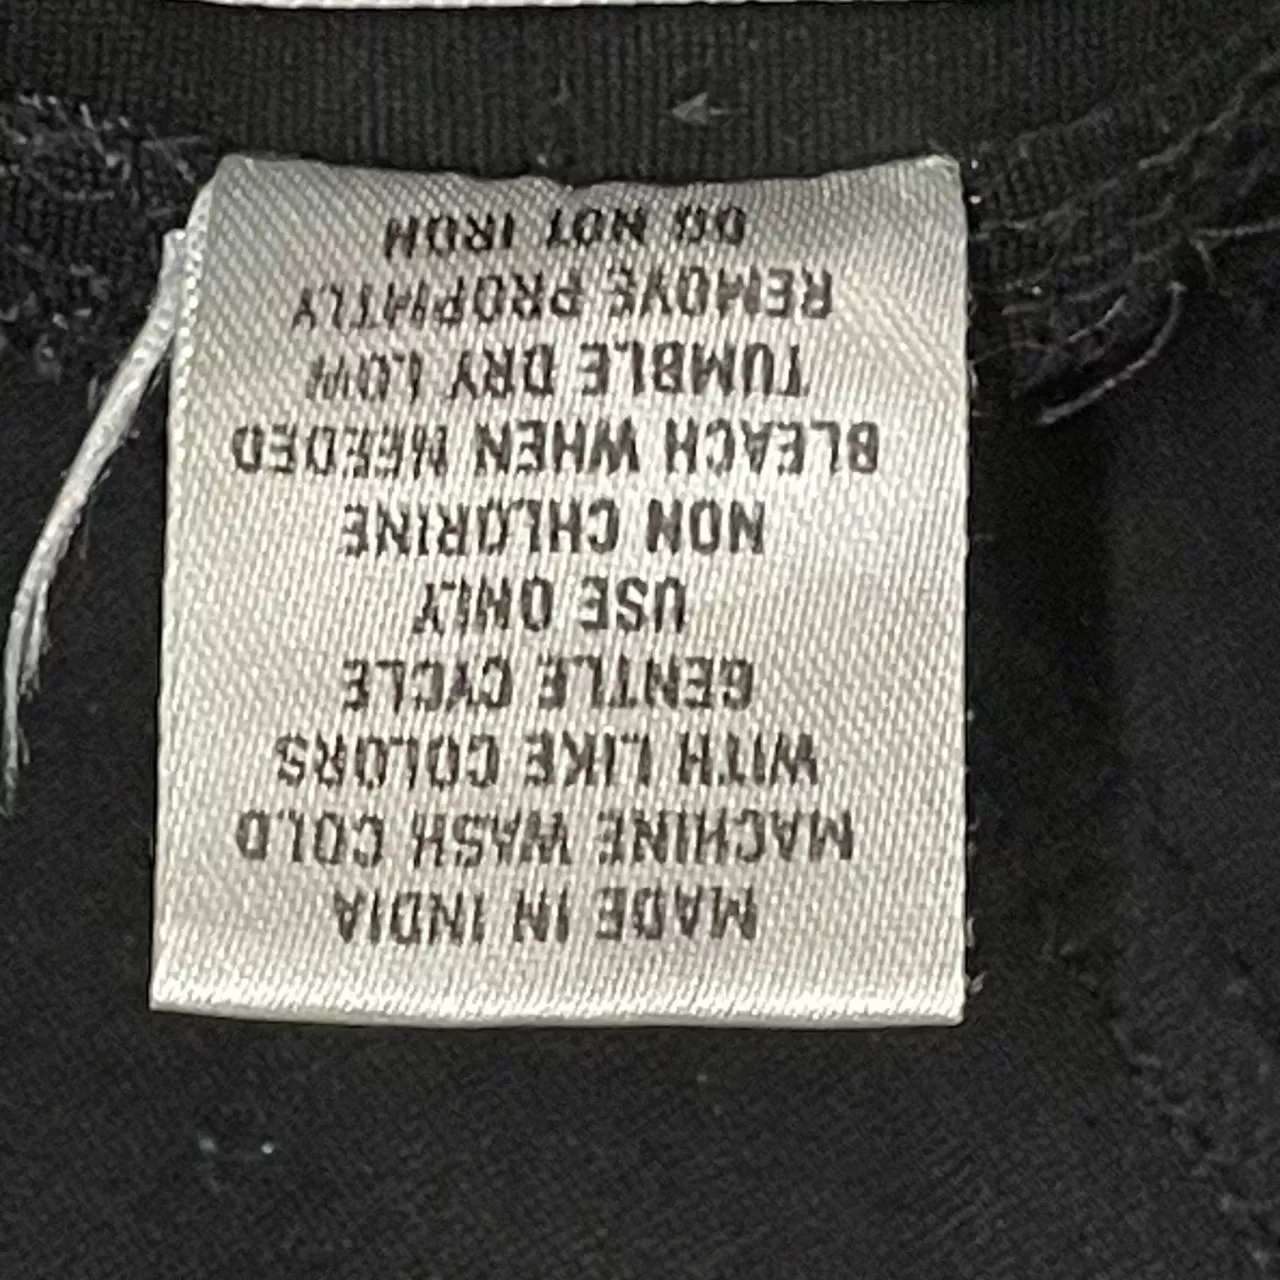 MADE IN INDIA
MACHINE WASH COLD
WITH LIKE COLORS
GENTLE CYCLE
USE ONLY
NON CHLORINE
BLEACH WHEN NEEDED
TUMBLE DRY LOW
REMOVE PROPMTLY
DO NOT IRON